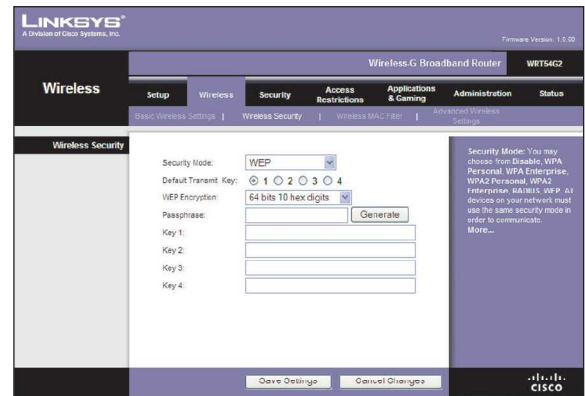 LINKSYS®
A Division of Cisco Systems, Inc.
Firmware Version: 1.0.00
Wireless-G Broadband Router
WRT54G2
Wireless
Setup
Wireless
Security
Access Restrictions
Applications & Gaming
Administration
Status
Basic Wireless Settings |
Wireless Security |
Wireless MAC Filter |
Advanced Wireless Settings
Wireless Security
Security Mode:
WEP
Default Transmit Key:
1 2 3 4
WEP Encryption:
64 bits 10 hex digits
Passphrase:
Generate
Key 1:
Key 2:
Key 3:
Key 4:
Security Mode: You may
choose from Disable, WPA
Personal, WPA Enterprise,
WPA2 Personal, WPA2
Enterprise, RADIUS, WEP. All
devices on your network must
use the same security mode in
order to communicate.
More...
Save Settings
Cancel Changes
CISCO